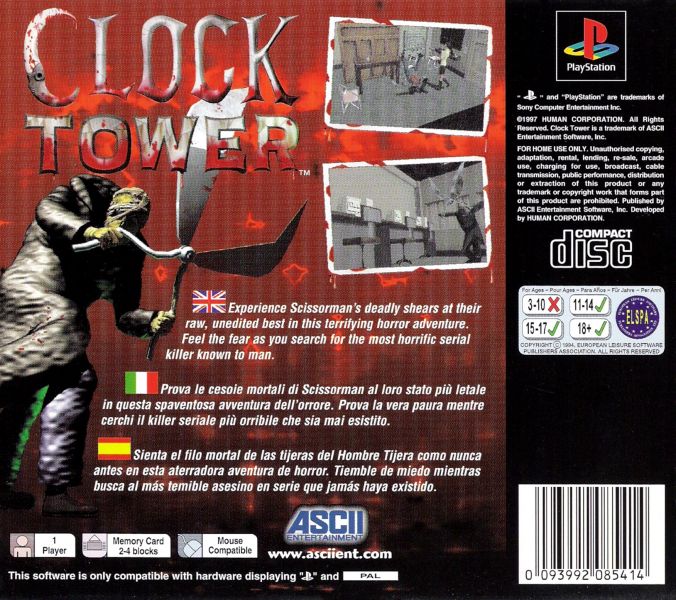 CLOCK
TOWER™
PlayStation
" " and "PlayStation" are trademarks of
Sony Computer Entertainment Inc.
©1997 HUMAN CORPORATION. All Rights
Reserved. Clock Tower is a trademark of ASCII
Entertainment Software, Inc.
FOR HOME USE ONLY. Unauthorised copying,
adaptation, rental, lending, re-sale, arcade
use, charging for use, broadcast, cable
transmission, public performance, distribution
or extraction of this product or any
trademark or copyright work that forms part
of this product are prohibited. Published by
ASCII Entertainment Software, Inc. Developed
by HUMAN CORPORATION.
COMPACT
disc
For Ages – Pour Ages – Para Años – Für Jahre – Per Anni
3-10 11-14
15-17 18+
ELSPA
COPYRIGHT © 1994, EUROPEAN LEISURE SOFTWARE
PUBLISHERS ASSOCIATION. ALL RIGHTS RESERVED
Experience Scissorman's deadly shears at their
raw, unedited best in this terrifying horror adventure.
Feel the fear as you search for the most horrific serial
killer known to man.
Prova le cesoie mortali di Scissorman al loro stato più letale
in questa spaventosa avventura dell'orrore. Prova la vera paura mentre
cerchi il killer seriale più orribile che sia mai esistito.
Sienta el filo mortal de las tijeras del Hombre Tijera como nunca
antes en esta aterradora aventura de horror. Tiemble de miedo mientras
busca al más temible asesino en serie que jamás haya existido.
ASCII
ENTERTAINMENT
www.asciient.com
1
Player
Memory Card
2-4 blocks
Mouse
Compatible
This software is only compatible with hardware displaying " " and PAL
0 093992 085414